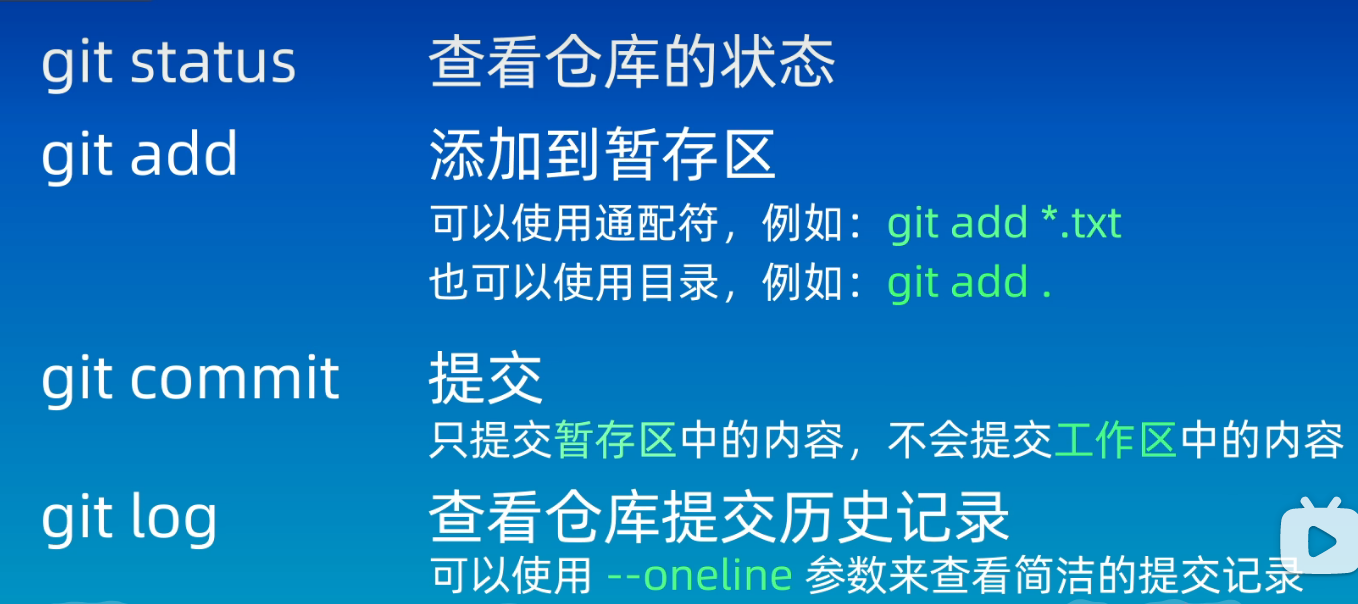 git status 查看仓库的状态
git add 添加到暂存区
可以使用通配符，例如：git add *.txt
也可以使用目录，例如：git add .
git commit 提交
只提交暂存区中的内容，不会提交工作区中的内容
git log 查看仓库提交历史记录
可以使用 --oneline 参数来查看简洁的提交记录